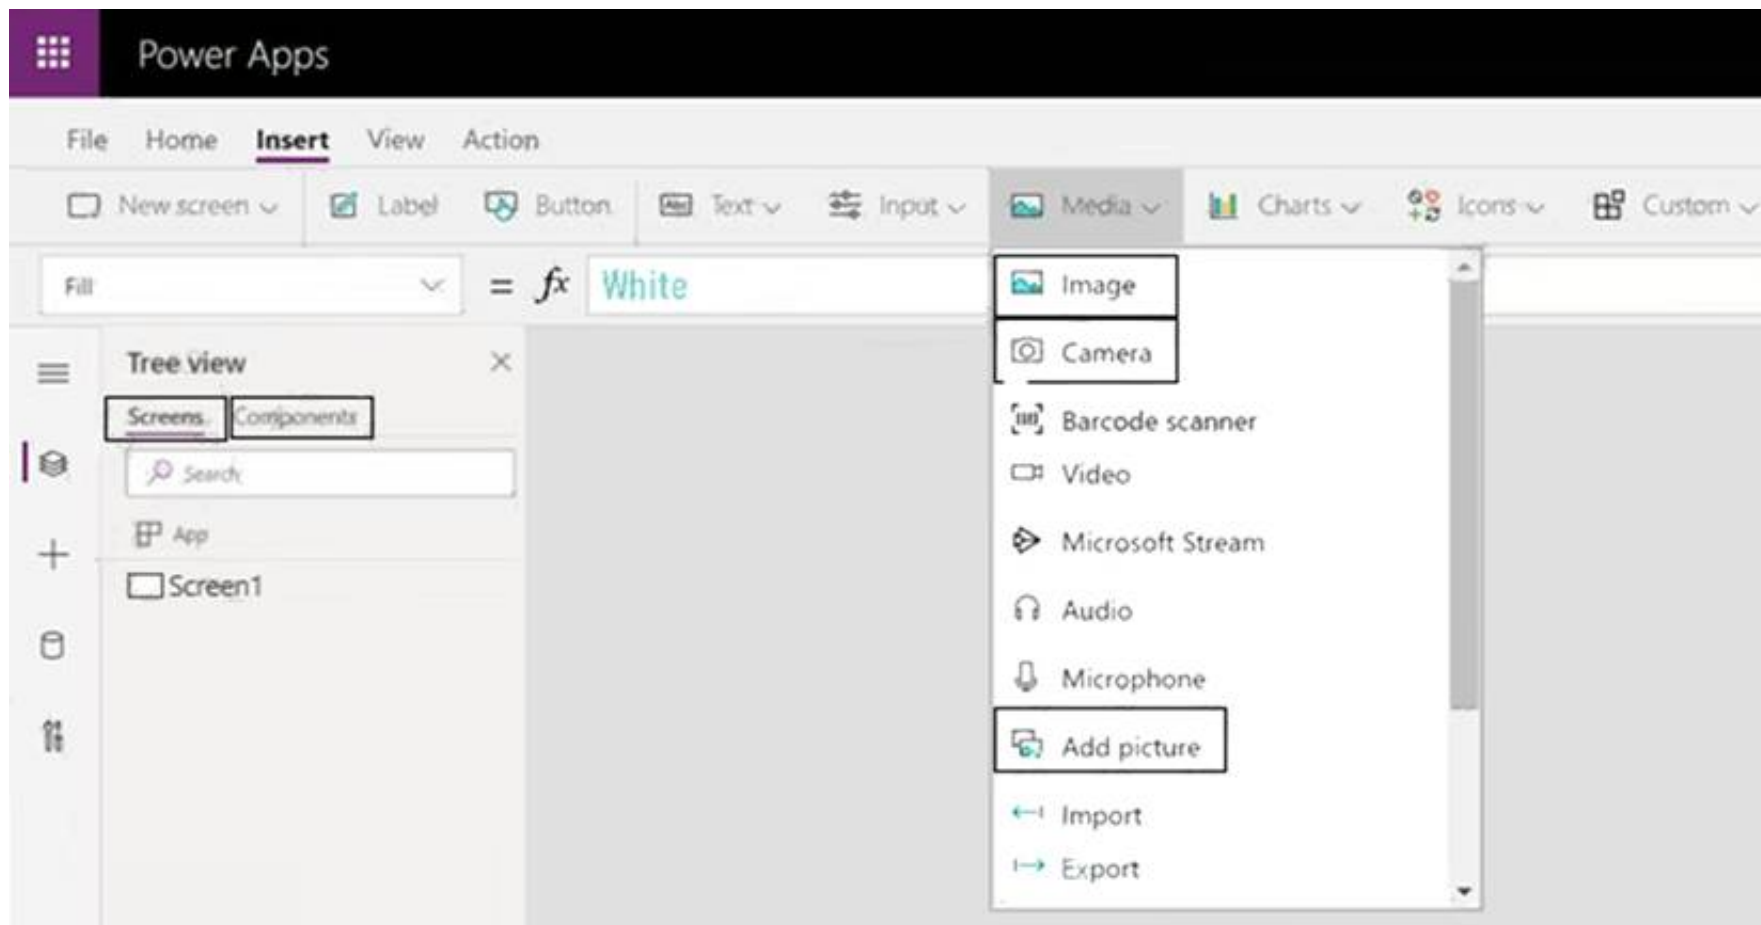 Power Apps
File Home Insert View Action
New screen Label Button Text Input Media Charts Icons Custom
Fill = fx White
Image
Camera
Barcode scanner
Video
Microsoft Stream
Audio
Microphone
Add picture
Import
Export
Tree view
Screens Components
Search
App
Screen1